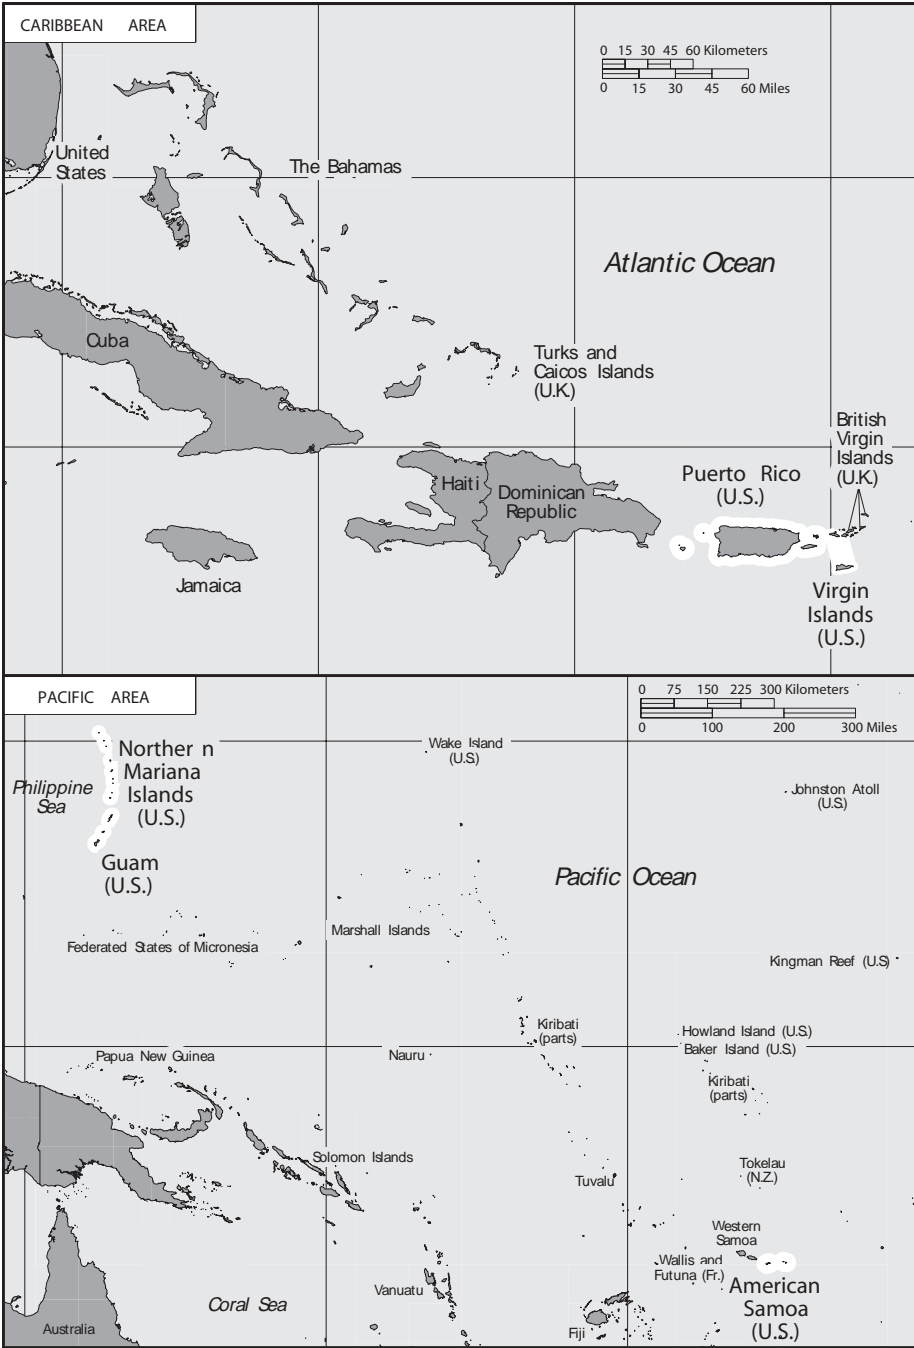 CARIBBEAN AREA
0 15 30 45 60 Kilometers
0 15 30 45 60 Miles
United
States
The Bahamas
Atlantic Ocean
Cuba
Turks and
Caicos Islands
(U.K.)
British
Virgin
Islands
(U.K.)
Puerto Rico
(U.S.)
Haiti
Dominican
Republic
Jamaica
Virgin
Islands
(U.S.)
PACIFIC AREA
0 75 150 225 300 Kilometers
0 100 200 300 Miles
Norther n
Mariana
Islands
(U.S.)
Philippine
Sea
Wake Island
(U.S.)
Johnston Atoll
(U.S.)
Guam
(U.S.)
Pacific Ocean
Marshall Islands
Federated States of Micronesia
Kingman Reef (U.S)
Kiribati
(parts)
Howland Island (U.S.)
Baker Island (U.S.)
Papua New Guinea
Nauru
Kiribati
(parts)
Solomon Islands
Tokelau
(N.Z.)
Tuvalu
Western
Samoa
Wallis and
Futuna (Fr.)
American
Samoa
(U.S.)
Vanuatu
Coral Sea
Fiji
Australia